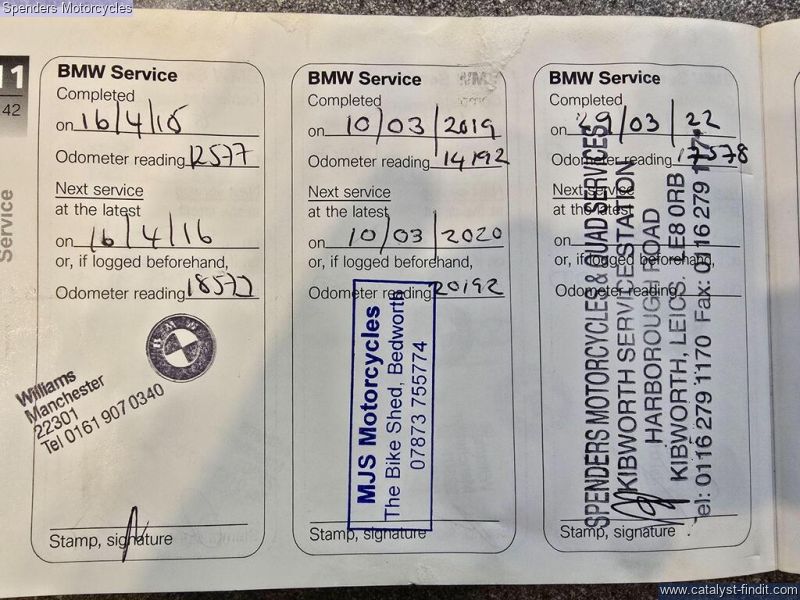 Spenders Motorcycles
11
42
Service
BMW Service
Completed
on 16/4/15
Odometer reading 12577
Next service
at the latest
on 16/4/16
or, if logged beforehand,
Odometer reading 18577
BMW
Williams
Manchester
22301
Tel 0161 907 0340
Stamp, signature
BMW Service
Completed
on 10/03/2019
Odometer reading 14192
Next service
at the latest
on 10/03/2020
or, if logged beforehand,
Odometer reading 20192
MJS Motorcycles
The Bike Shed, Bedworth
07873 755774
Stamp, signature
BMW Service
Completed
on 29/03/22
Odometer reading 17578
Next service
at the latest
on
or, if logged beforehand,
Odometer reading
SPENDERS MOTORCYCLES & QUAD SERVICES
KIBWORTH SERVICE STATION
HARBOROUGH ROAD
KIBWORTH, LEICS. LE8 0RB
Tel: 0116 279 1170 Fax: 0116 279
Stamp, signature
www.catalyst-findit.com